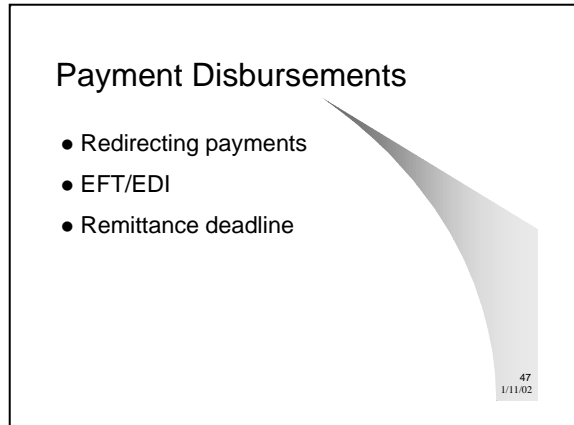 Payment Disbursements
● Redirecting payments
● EFT/EDI
● Remittance deadline
47
1/11/02